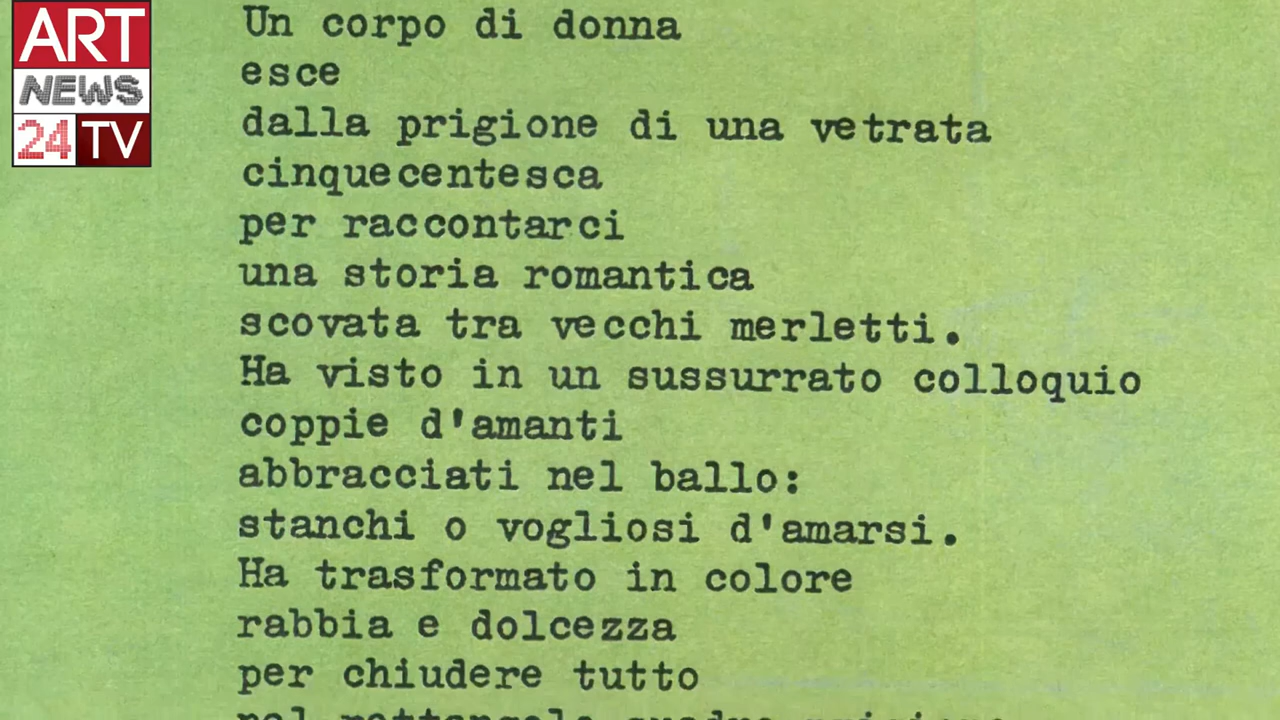 ART
NEWS
24 TV
Un corpo di donna
esce
dalla prigione di una vetrata
cinquecentesca
per raccontarci
una storia romantica
scovata tra vecchi merletti.
Ha visto in un sussurrato colloquio
coppie d'amanti
abbracciati nel ballo:
stanchi o vogliosi d'amarsi.
Ha trasformato in colore
rabbia e dolcezza
per chiudere tutto